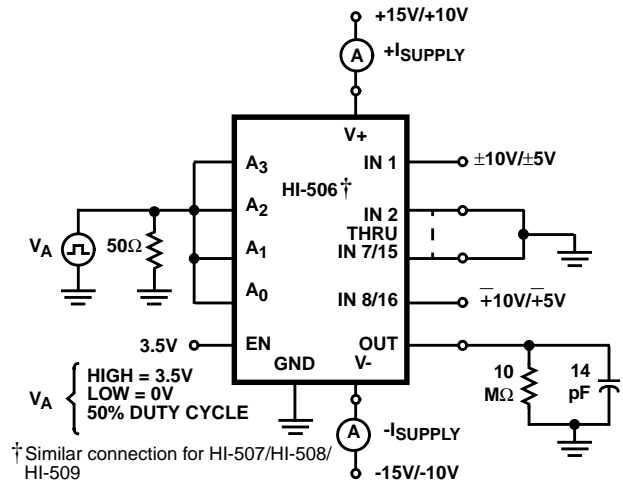 +15V/+10V
A
+ISUPPLY
V+
A3
IN 1
±10V/±5V
HI-506†
A2
IN 2
THRU
VA
50Ω
A1
IN 7/15
A0
IN 8/16
∓10V/∓5V
3.5V
EN
OUT
GND
V-
VA
HIGH = 3.5V
LOW = 0V
50% DUTY CYCLE
10
MΩ
14
pF
A
-ISUPPLY
†Similar connection for HI-507/HI-508/
HI-509
-15V/-10V